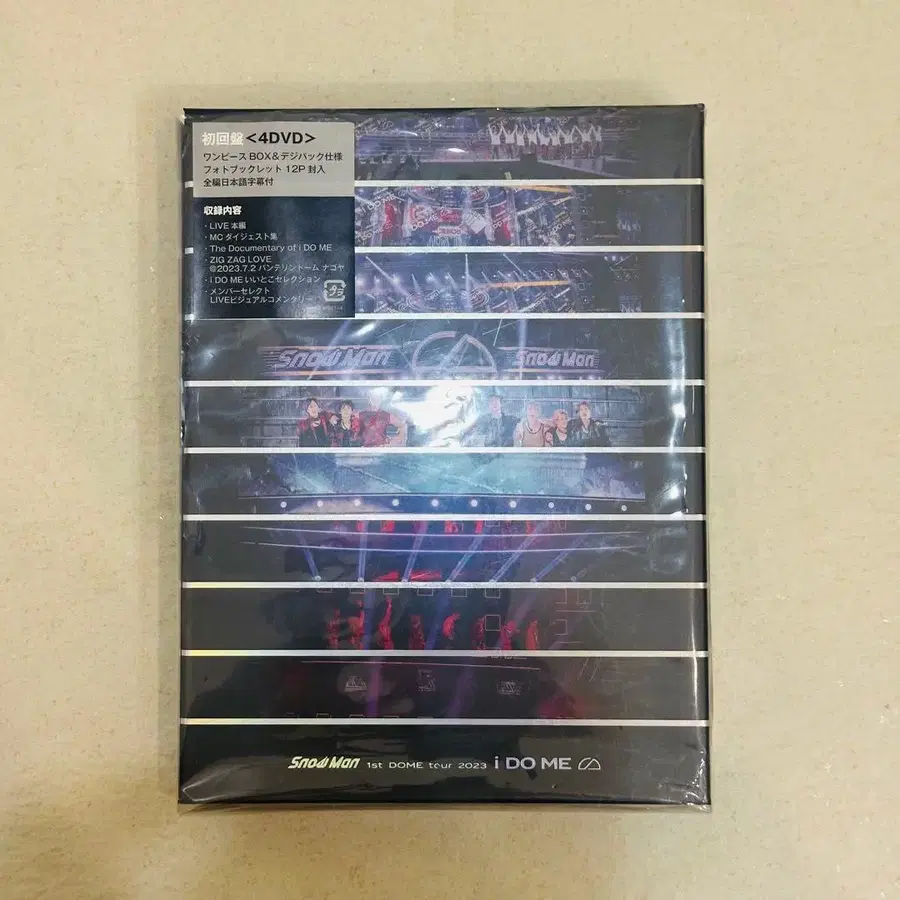 初回盤<4DVD>
ワンピースBOX&デジパック仕様
フォトブックレット12P封入
全編日本語字幕付
収録内容
・LIVE 本編
・MC ダイジェスト集
・The Documentary of i DO ME
・ZIG ZAG LOVE
@2023.7.2 バンテリンドーム ナゴヤ
・i DO ME いいとこセレクション
・メンバーセレクト
LIVEビジュアルコメンタリー
Snow Man Snow Man
Snow Man 1st DOME tour 2023 i DO ME